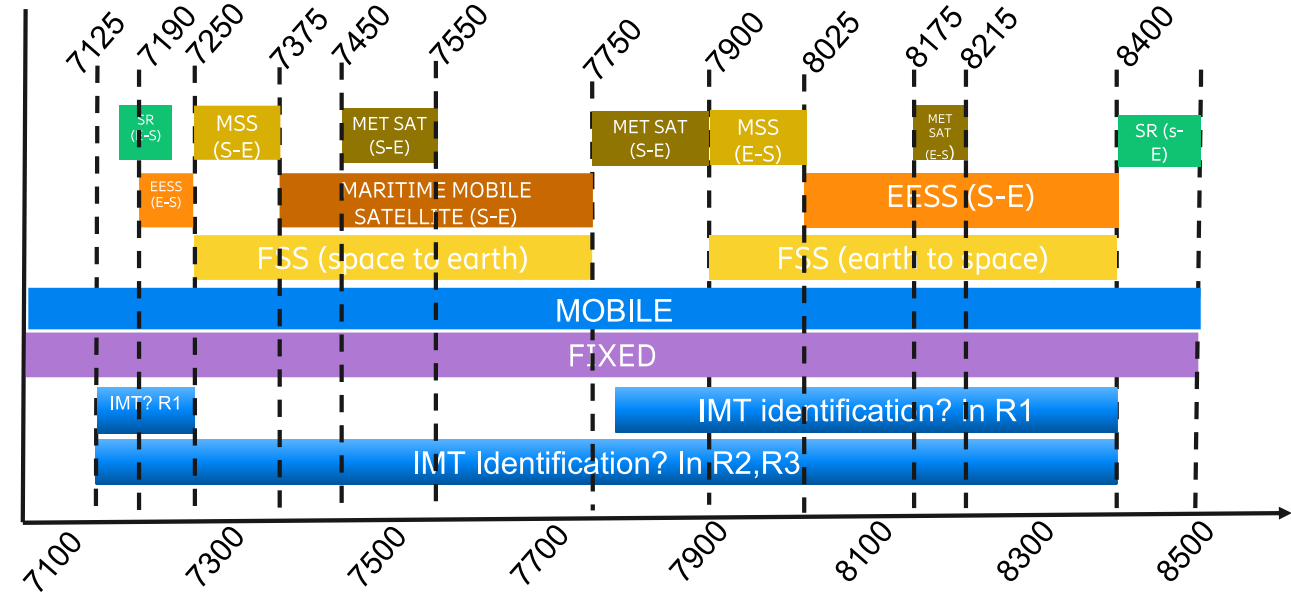 7125
7190
7250
7375
7450
7550
7750
7900
8025
8175
8215
8400
SR
(E-S)
MSS
(S-E)
MET SAT
(S-E)
MET SAT
(S-E)
MSS
(E-S)
MET
SAT
(E-S)
SR (s-
E)
EESS
(E-S)
MARITIME MOBILE
SATELLITE (S-E)
EESS (S-E)
FSS (space to earth)
FSS (earth to space)
MOBILE
FIXED
IMT? R1
IMT identification? in R1
IMT Identification? In R2,R3
7100
7300
7500
7700
7900
8100
8300
8500